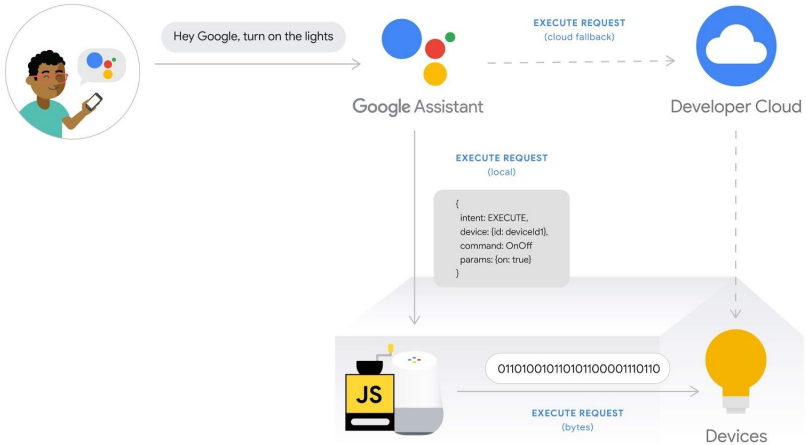 Hey Google, turn on the lights
EXECUTE REQUEST
(cloud fallback)
Google Assistant
Developer Cloud
EXECUTE REQUEST
(local)
{
intent: EXECUTE,
device: {id: deviceId1},
command: OnOff
params: {on: true}
}
JS
011010010110101100001110110
EXECUTE REQUEST
(bytes)
Devices